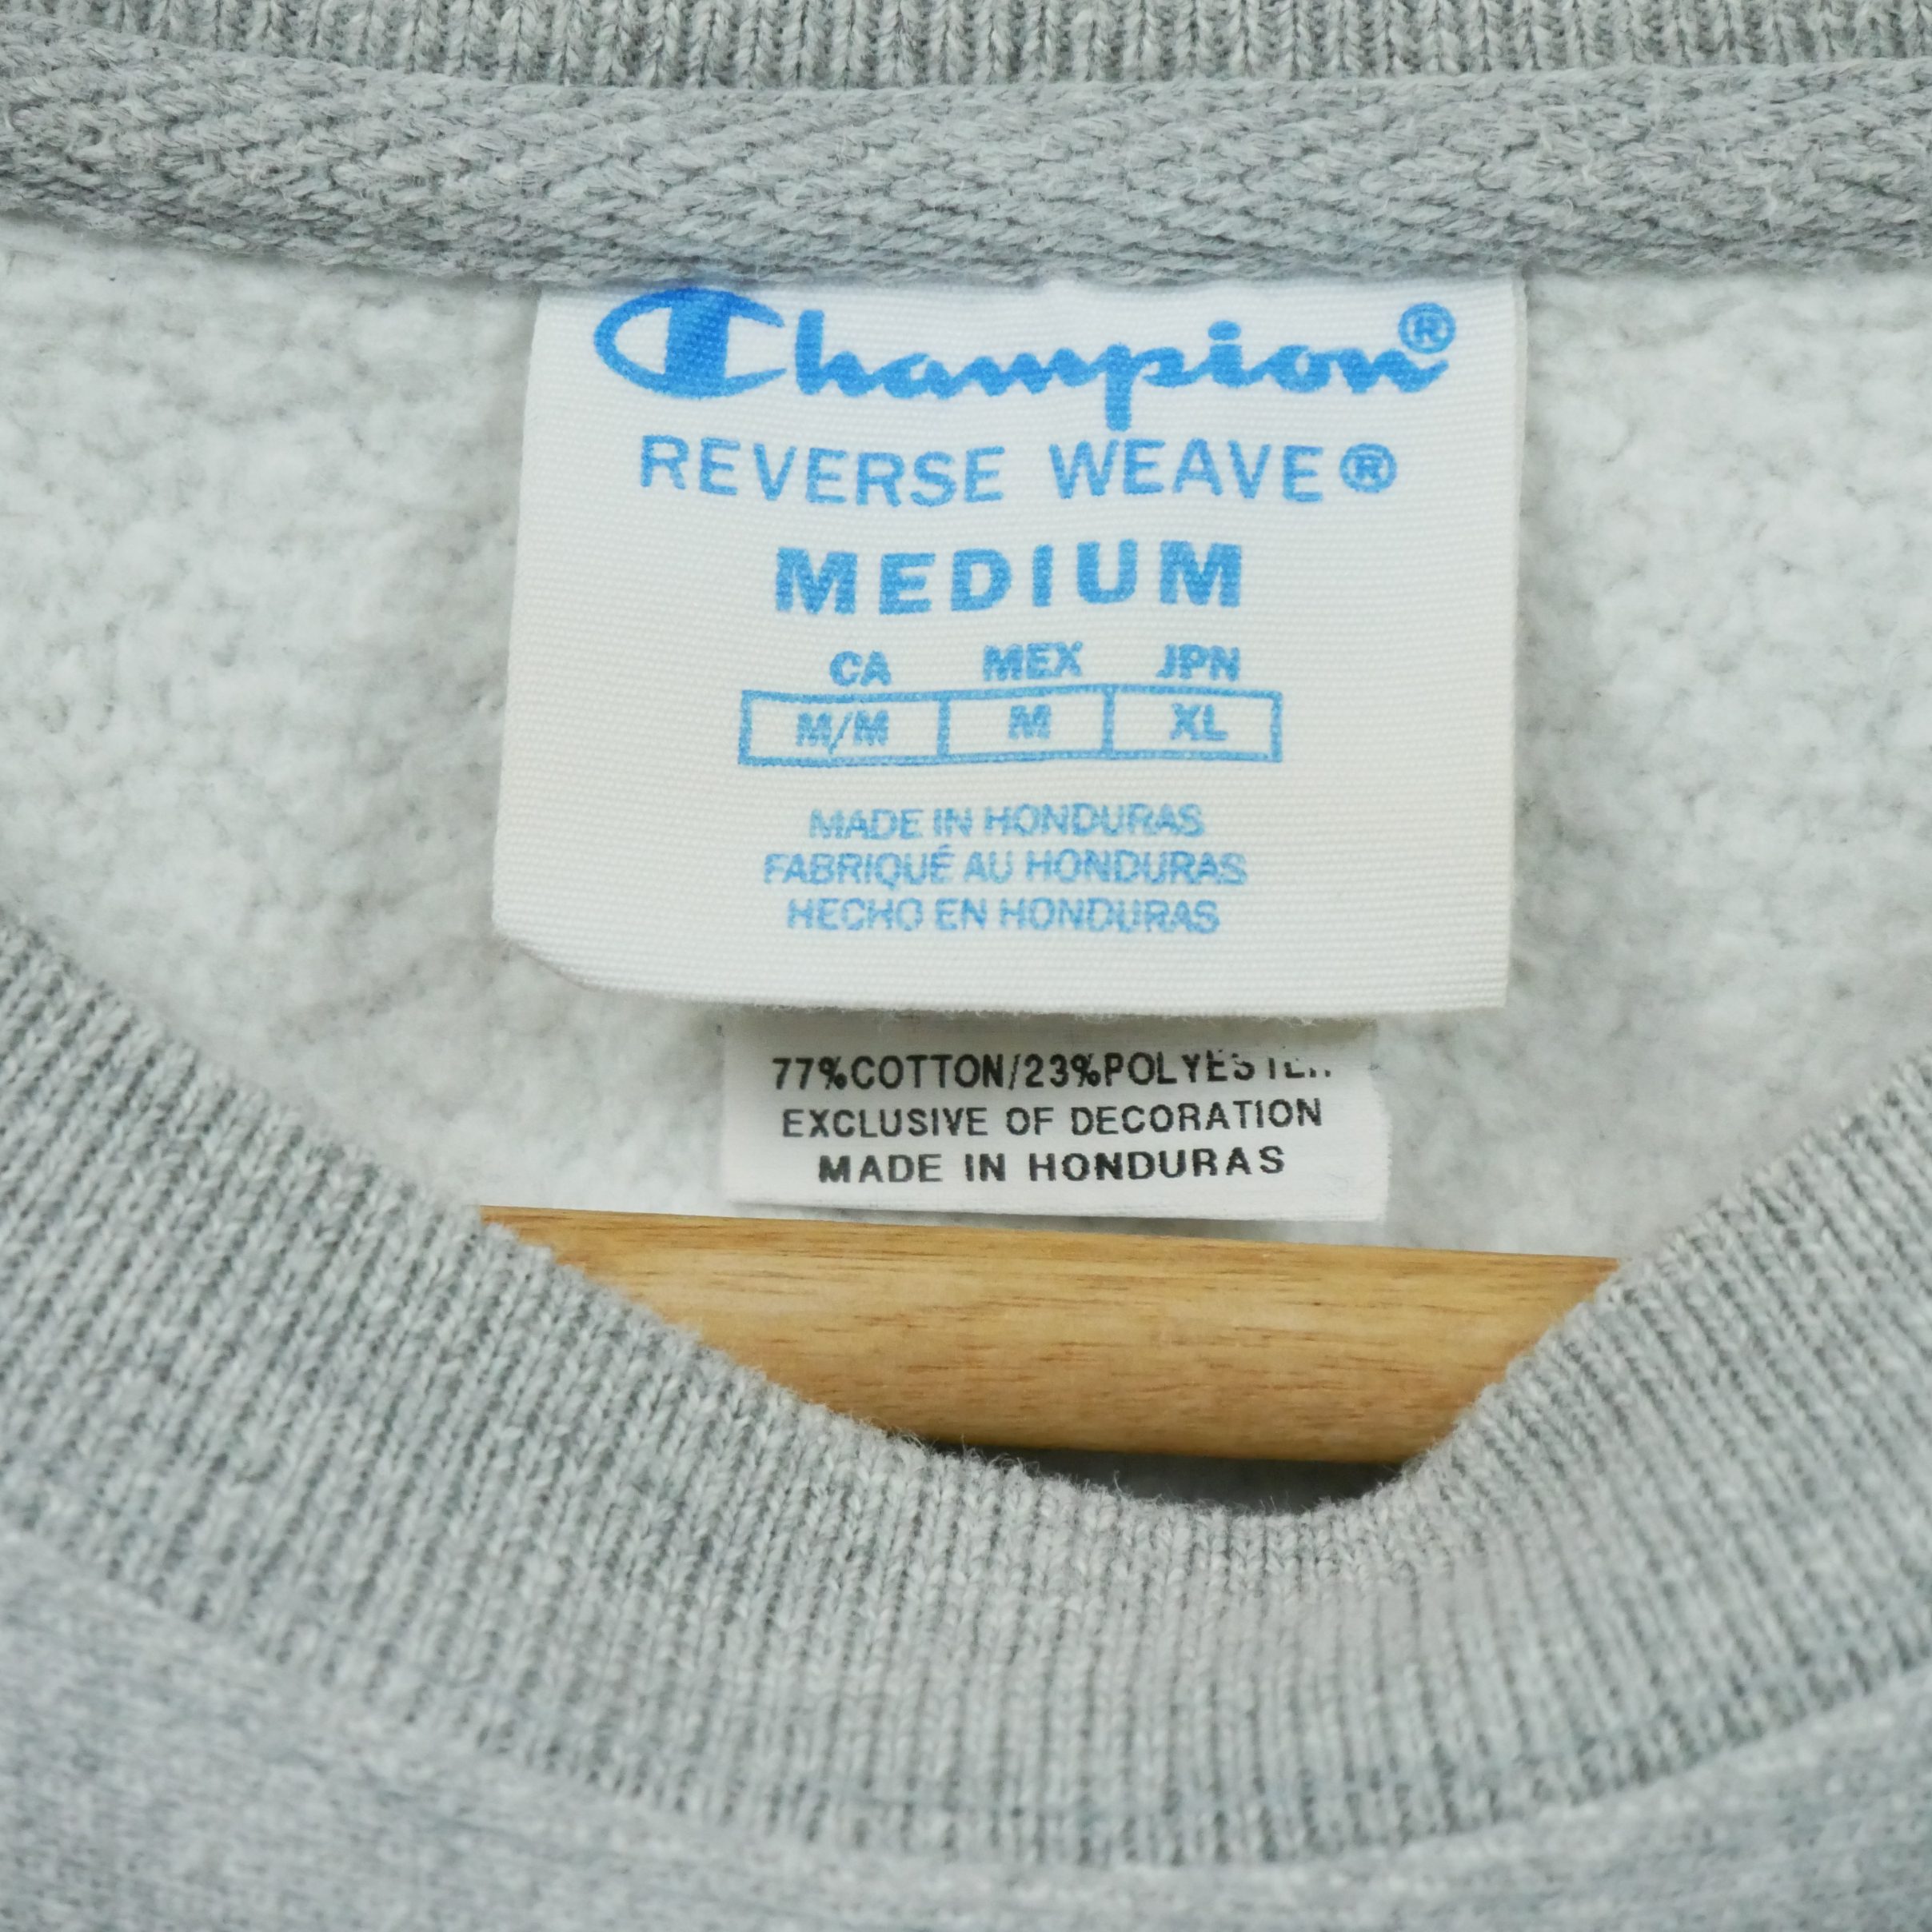 Champion®
REVERSE WEAVE®
MEDIUM
CA MEX JPN
M/M M XL
MADE IN HONDURAS
FABRIQUÉ AU HONDURAS
HECHO EN HONDURAS
77%COTTON/23%POLYESTER
EXCLUSIVE OF DECORATION
MADE IN HONDURAS